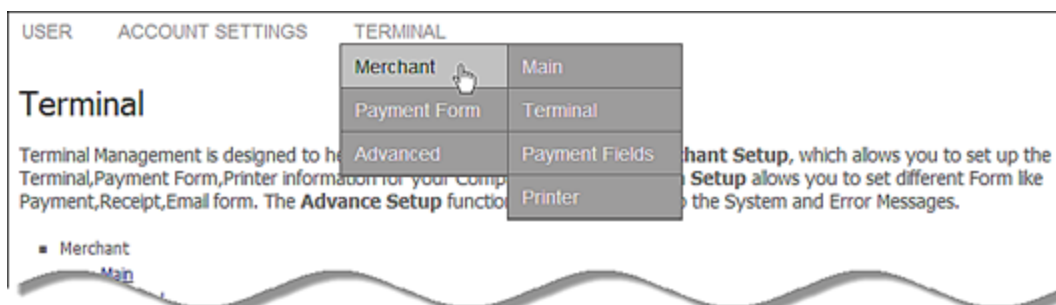 USER ACCOUNT SETTINGS TERMINAL
Merchant Main
Terminal
Payment Form Terminal
Advanced Payment Fields
Printer
Terminal Management is designed to he chant Setup, which allows you to set up the
Terminal,Payment Form,Printer information for your Comp Setup allows you to set different Form like
Payment,Receipt,Email form. The Advance Setup functio the System and Error Messages.
Merchant
Main